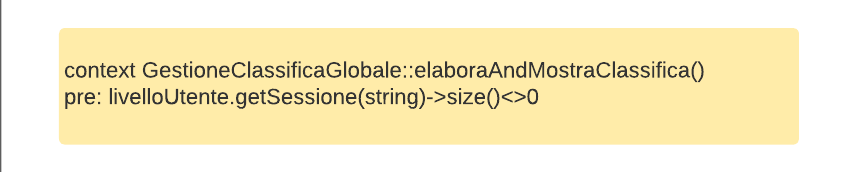 context GestioneClassificaGlobale::elaboraAndMostraClassifica()
pre: livelloUtente.getSessione(string)->size()<>0